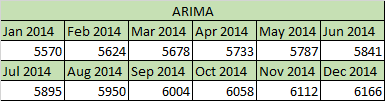 ARIMA
Jan 2014 Feb 2014 Mar 2014 Apr 2014 May 2014 Jun 2014
5570 5624 5678 5733 5787 5841
Jul 2014 Aug 2014 Sep 2014 Oct 2014 Nov 2014 Dec 2014
5895 5950 6004 6058 6112 6166